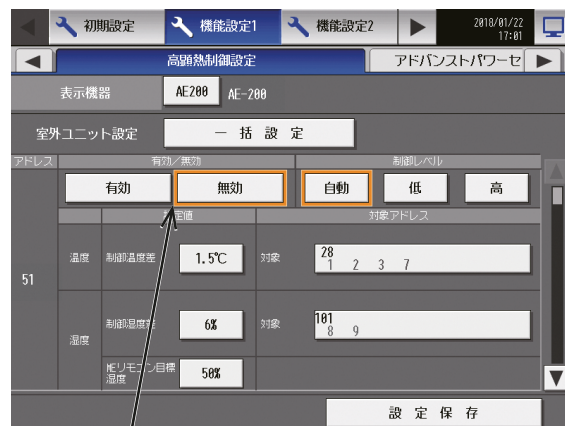 初期設定 機能設定1 機能設定2 2018/01/22
17:01
高顕熱制御設定 アドバンストパワーセ
表示機器 AE200 AE-200
室外ユニット設定 一 括 設 定
アドレス 有効/無効 制御レベル
有効 無効 自動 低 高
設定値 対象アドレス
温度 制御温度差 1.5℃ 対象 28
1 2 3 7
51
湿度 制御湿度差 6% 対象 101
8 9
MEリモコン目標
湿度 50%
設 定 保 存